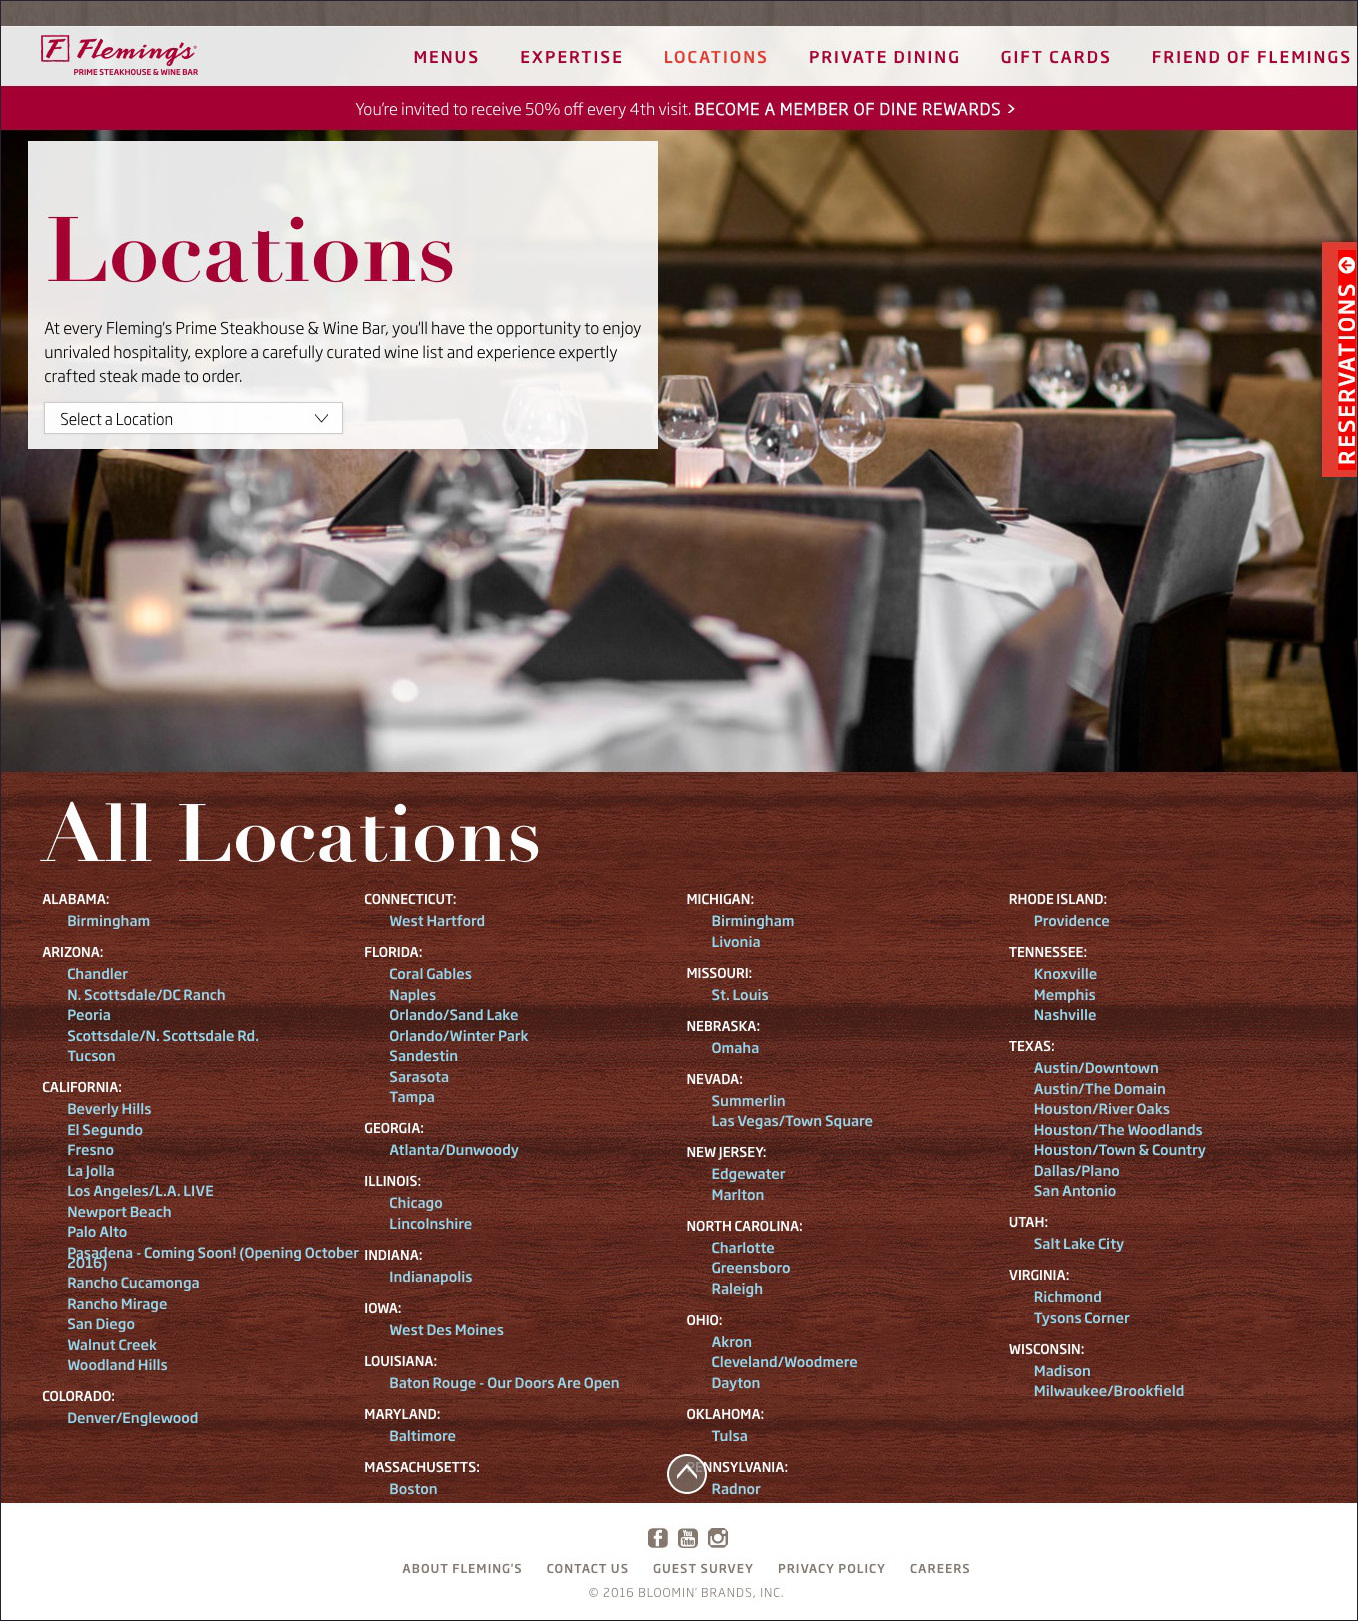 Fleming's
PRIME STEAKHOUSE & WINE BAR
MENUS
EXPERTISE
LOCATIONS
PRIVATE DINING
GIFT CARDS
FRIEND OF FLEMINGS
You're invited to receive 50% off every 4th visit. BECOME A MEMBER OF DINE REWARDS >
Locations
At every Fleming's Prime Steakhouse & Wine Bar, you'll have the opportunity to enjoy
unrivaled hospitality, explore a carefully curated wine list and experience expertly
crafted steak made to order.
Select a Location
RESERVATIONS
All Locations
ALABAMA:
Birmingham
ARIZONA:
Chandler
N. Scottsdale/DC Ranch
Peoria
Scottsdale/N. Scottsdale Rd.
Tucson
CALIFORNIA:
Beverly Hills
El Segundo
Fresno
La Jolla
Los Angeles/L.A. LIVE
Newport Beach
Palo Alto
Pasadena - Coming Soon! (Opening October
2016)
Rancho Cucamonga
Rancho Mirage
San Diego
Walnut Creek
Woodland Hills
COLORADO:
Denver/Englewood
CONNECTICUT:
West Hartford
FLORIDA:
Coral Gables
Naples
Orlando/Sand Lake
Orlando/Winter Park
Sandestin
Sarasota
Tampa
GEORGIA:
Atlanta/Dunwoody
ILLINOIS:
Chicago
Lincolnshire
INDIANA:
Indianapolis
IOWA:
West Des Moines
LOUISIANA:
Baton Rouge - Our Doors Are Open
MARYLAND:
Baltimore
MASSACHUSETTS:
Boston
MICHIGAN:
Birmingham
Livonia
MISSOURI:
St. Louis
NEBRASKA:
Omaha
NEVADA:
Summerlin
Las Vegas/Town Square
NEW JERSEY:
Edgewater
Marlton
NORTH CAROLINA:
Charlotte
Greensboro
Raleigh
OHIO:
Akron
Cleveland/Woodmere
Dayton
OKLAHOMA:
Tulsa
PENNSYLVANIA:
Radnor
RHODE ISLAND:
Providence
TENNESSEE:
Knoxville
Memphis
Nashville
TEXAS:
Austin/Downtown
Austin/The Domain
Houston/River Oaks
Houston/The Woodlands
Houston/Town & Country
Dallas/Plano
San Antonio
UTAH:
Salt Lake City
VIRGINIA:
Richmond
Tysons Corner
WISCONSIN:
Madison
Milwaukee/Brookfield
You Tube
ABOUT FLEMING'S
CONTACT US
GUEST SURVEY
PRIVACY POLICY
CAREERS
© 2016 BLOOMIN' BRANDS, INC.